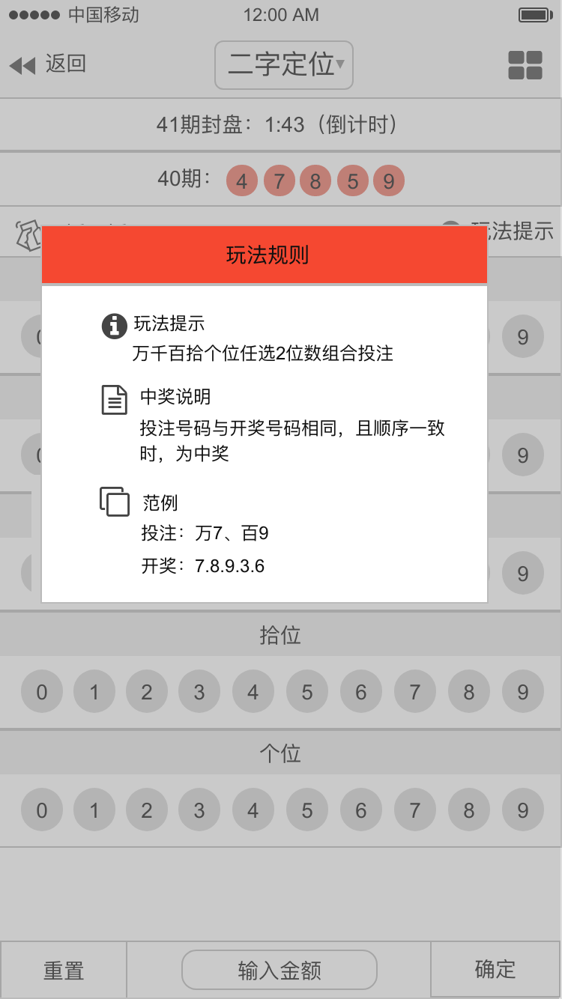 中国移动 12:00 AM
返回 二字定位
41期封盘：1:43（倒计时）
40期： 4 7 8 5 9
玩法提示
玩法规则
9
玩法提示
万千百拾个位任选2位数组合投注
中奖说明
投注号码与开奖号码相同，且顺序一致
时，为中奖
9
范例
投注：万7、百9
开奖：7.8.9.3.6
9
拾位
0 1 2 3 4 5 6 7 8 9
个位
0 1 2 3 4 5 6 7 8 9
重置 输入金额 确定